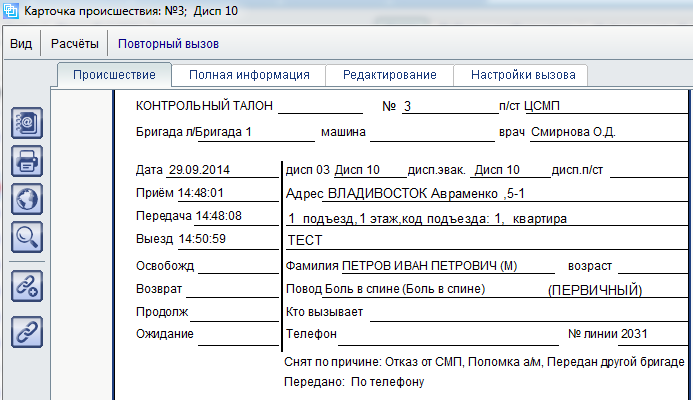 Карточка происшествия: №3; Дисп 10
Вид Расчёты Повторный вызов
Происшествие Полная информация Редактирование Настройки вызова
КОНТРОЛЬНЫЙ ТАЛОН № 3 п/ст ЦСМП
Бригада л/Бригада 1 машина врач Смирнова О.Д.
Дата 29.09.2014 дисп 03 Дисп 10 дисп.эвак. Дисп 10 дисп.п/ст
Приём 14:48:01 Адрес ВЛАДИВОСТОК Авраменко ,5-1
Передача 14:48:08 1 подъезд,1 этаж,код подъезда: 1, квартира
Выезд 14:50:59 ТЕСТ
Освобожд Фамилия ПЕТРОВ ИВАН ПЕТРОВИЧ (М) возраст
Возврат Повод Боль в спине (Боль в спине) (ПЕРВИЧНЫЙ)
Продолж Кто вызывает
Ожидание Телефон № линии 2031
Снят по причине: Отказ от СМП, Поломка а/м, Передан другой бригаде
Передано: По телефону